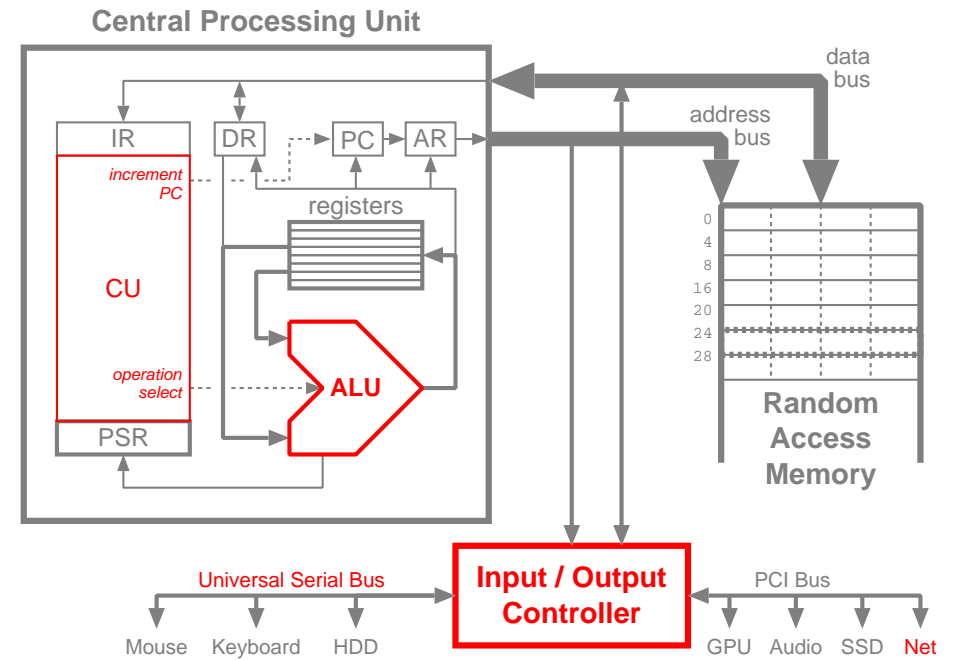 Central Processing Unit
data
bus
address
bus
IR
DR
PC
AR
increment
PC
registers
CU
operation
select
ALU
PSR
0
4
8
16
20
24
28
Random
Access
Memory
Universal Serial Bus
Input / Output
Controller
PCI Bus
Mouse Keyboard HDD
GPU Audio SSD Net